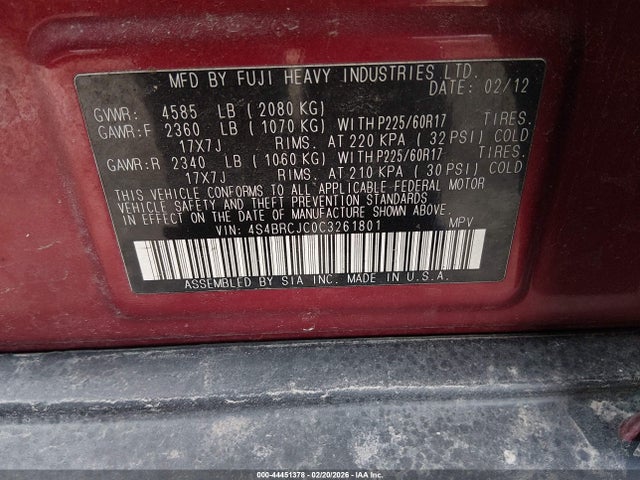 MFD BY FUJI HEAVY INDUSTRIES LTD.
DATE: 02/12
GVWR: 4585 LB (2080 KG)
GAWR:F 2360 LB (1070 KG) WITH P225/60R17 TIRES.
17X7J RIMS. AT 220 KPA (32 PSI) COLD
GAWR:R 2340 LB (1060 KG) WITH P225/60R17 TIRES.
17X7J RIMS. AT 210 KPA (30 PSI) COLD
THIS VEHICLE CONFORMS TO ALL APPLICABLE FEDERAL MOTOR
VEHICLE SAFETY AND THEFT PREVENTION STANDARDS
IN EFFECT ON THE DATE OF MANUFACTURE SHOWN ABOVE.
VIN: 4S4BRCJC0C3261801 MPV
ASSEMBLED BY SIA INC. MADE IN U.S.A.
000-44451378 - 02/20/2026 - IAA Inc.